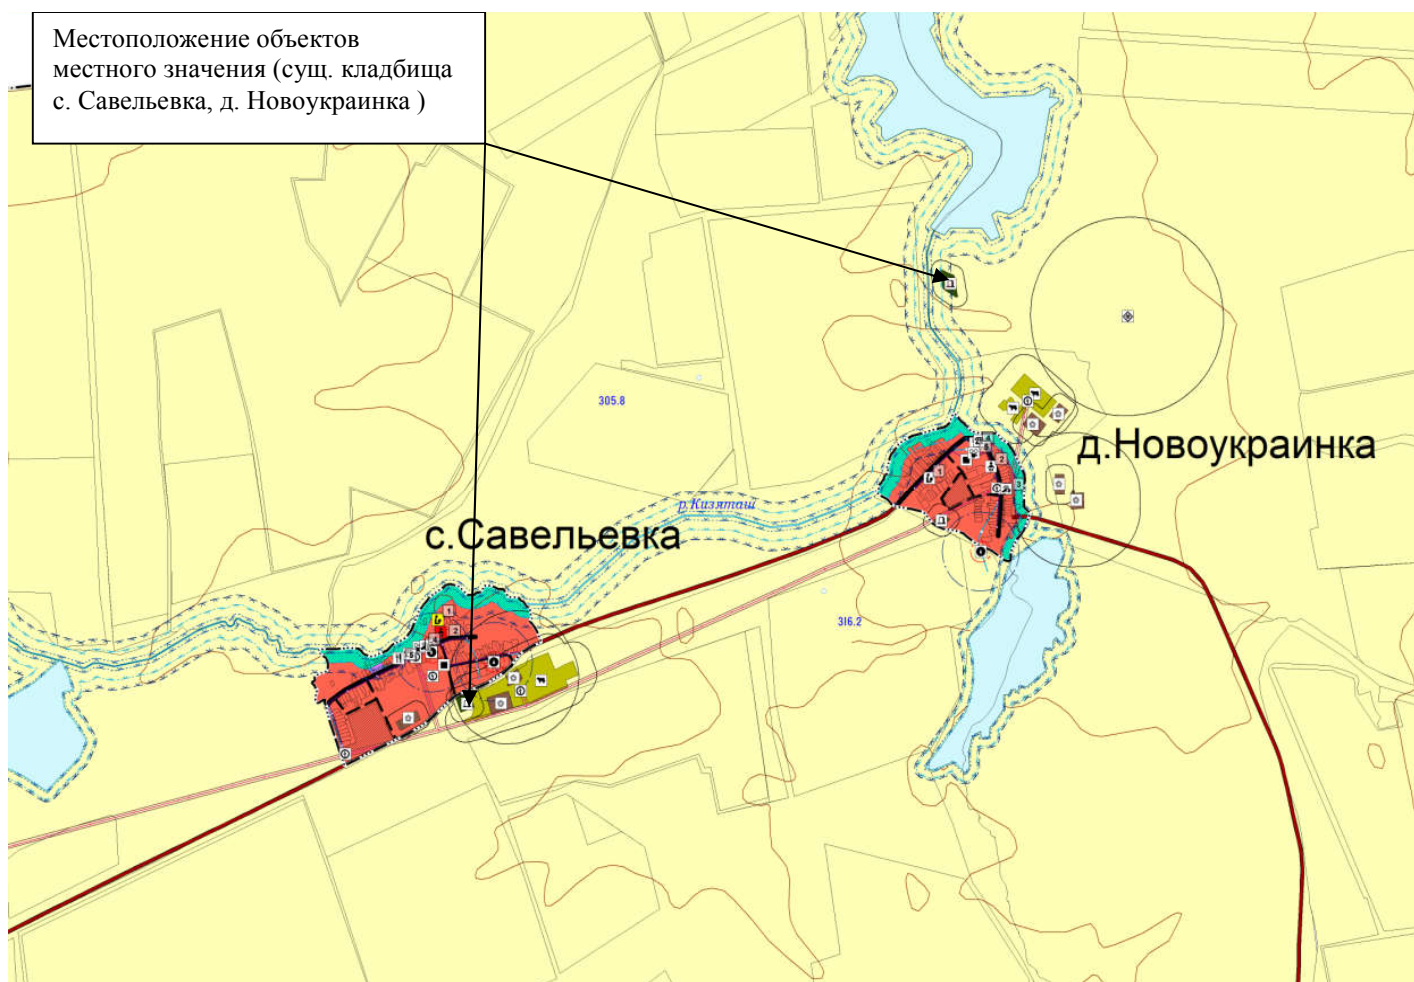 Местоположение объектов
местного значения (сущ. кладбища
с. Савельевка, д. Новоукраинка )
305.8
д.Новоукраинка
р.Кизяташ
с.Савельевка
316.2